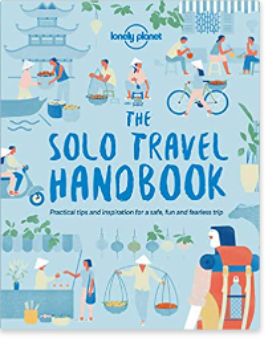 lonely planet
THE
SOLO TRAVEL
HANDBOOK
Practical tips and inspiration for a safe, fun and fearless trip